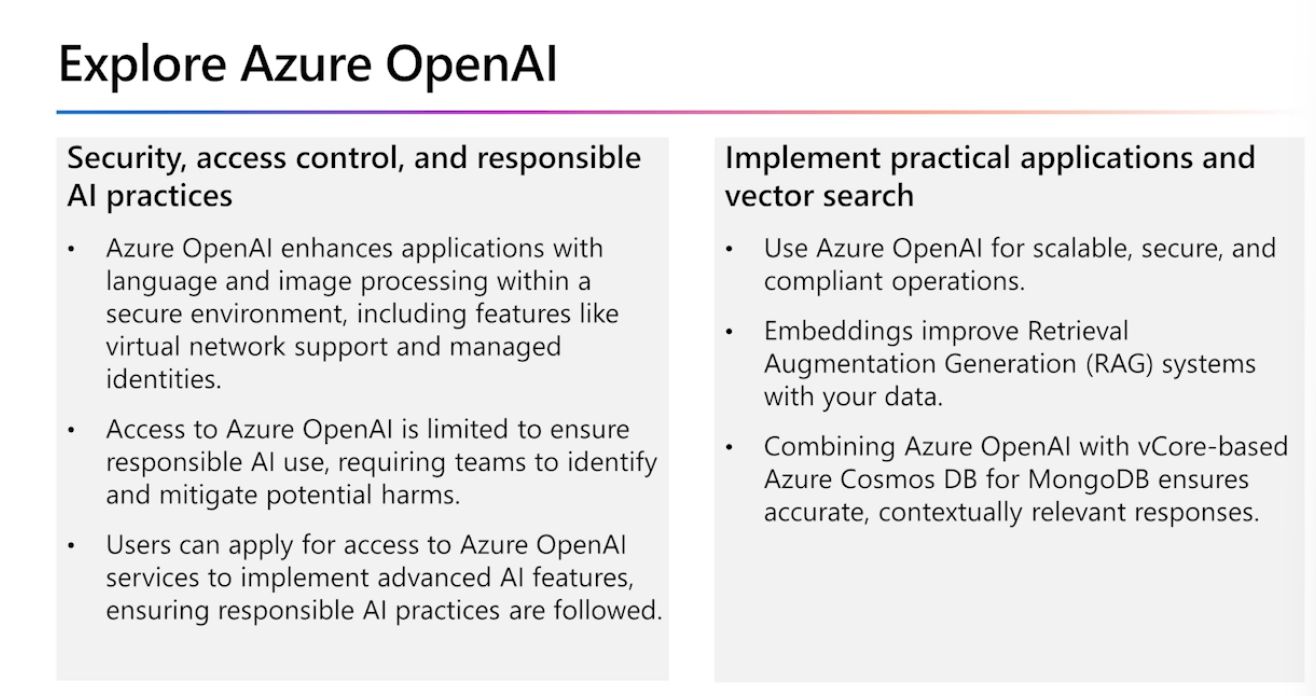 Explore Azure OpenAI
Security, access control, and responsible
AI practices
• Azure OpenAI enhances applications with
language and image processing within a
secure environment, including features like
virtual network support and managed
identities.
• Access to Azure OpenAI is limited to ensure
responsible AI use, requiring teams to identify
and mitigate potential harms.
• Users can apply for access to Azure OpenAI
services to implement advanced AI features,
ensuring responsible AI practices are followed.
Implement practical applications and
vector search
• Use Azure OpenAI for scalable, secure, and
compliant operations.
• Embeddings improve Retrieval
Augmentation Generation (RAG) systems
with your data.
• Combining Azure OpenAI with vCore-based
Azure Cosmos DB for MongoDB ensures
accurate, contextually relevant responses.